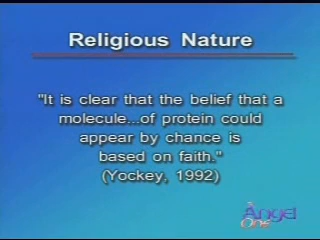 Religious Nature
"It is clear that the belief that a
molecule...of protein could
appear by chance is
based on faith."
(Yockey, 1992)
Angel
One